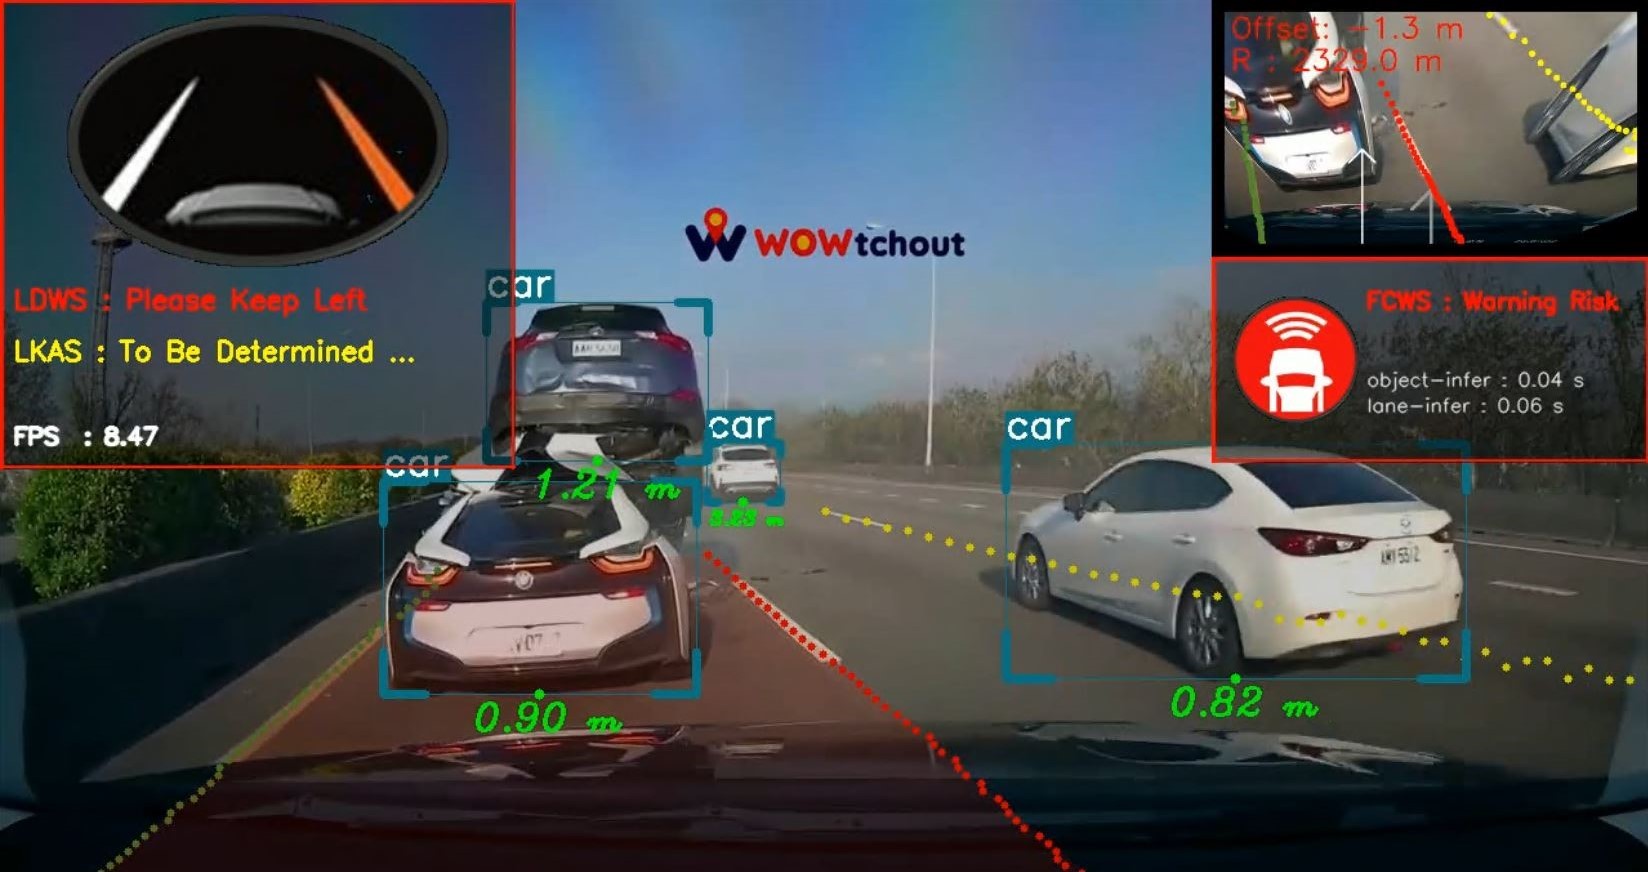 LDWS : Please Keep Left
LKAS : To Be Determined ...
FPS : 8.47
WOWtchout
Offset: -1.3 m
R : 2329.0 m
FCWS : Warning Risk
object-infer : 0.04 s
lane-infer : 0.06 s
car
1.21 m
car
car
0.90 m
car
0.82 m